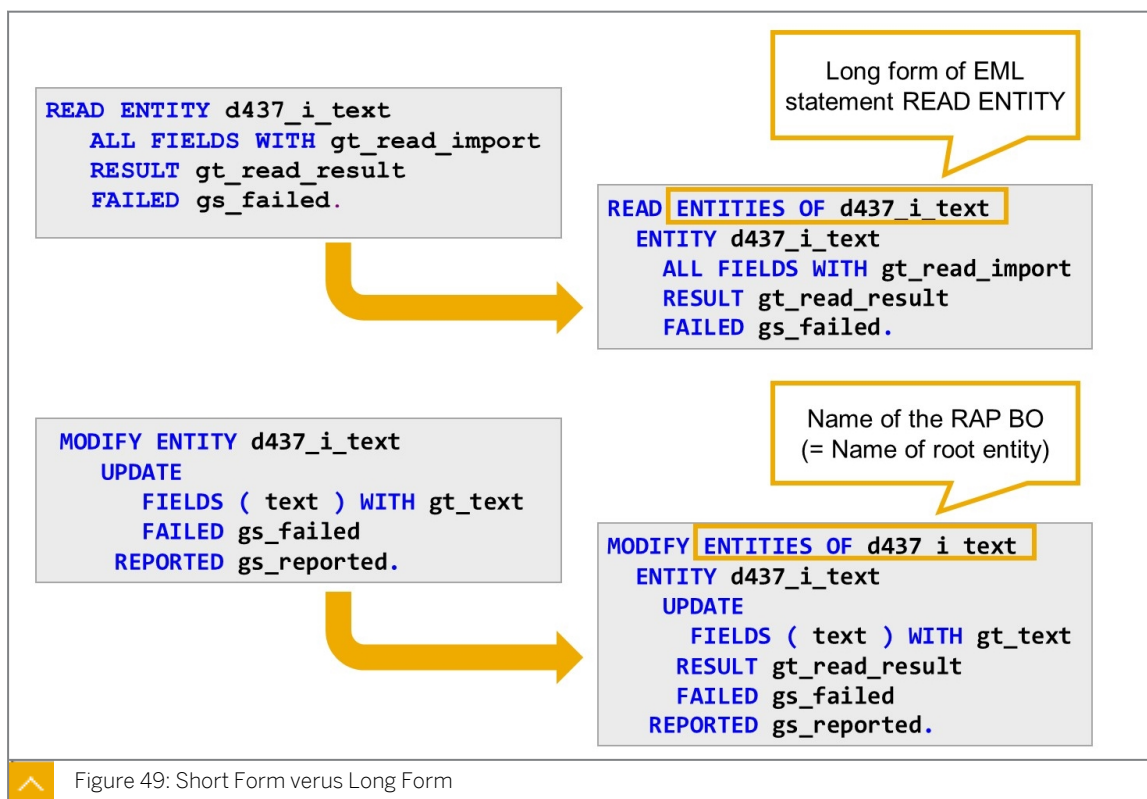 Long form of EML
statement READ ENTITY
READ ENTITY d437_i_text
ALL FIELDS WITH gt_read_import
RESULT gt_read_result
FAILED gs_failed.
READ ENTITIES OF d437_i_text
ENTITY d437_i_text
ALL FIELDS WITH gt_read_import
RESULT gt_read_result
FAILED gs_failed.
Name of the RAP BO
(= Name of root entity)
MODIFY ENTITY d437_i_text
UPDATE
FIELDS ( text ) WITH gt_text
FAILED gs_failed
REPORTED gs_reported.
MODIFY ENTITIES OF d437_i_text
ENTITY d437_i_text
UPDATE
FIELDS ( text ) WITH gt_text
RESULT gt_read_result
FAILED gs_failed
REPORTED gs_reported.
Figure 49: Short Form verus Long Form